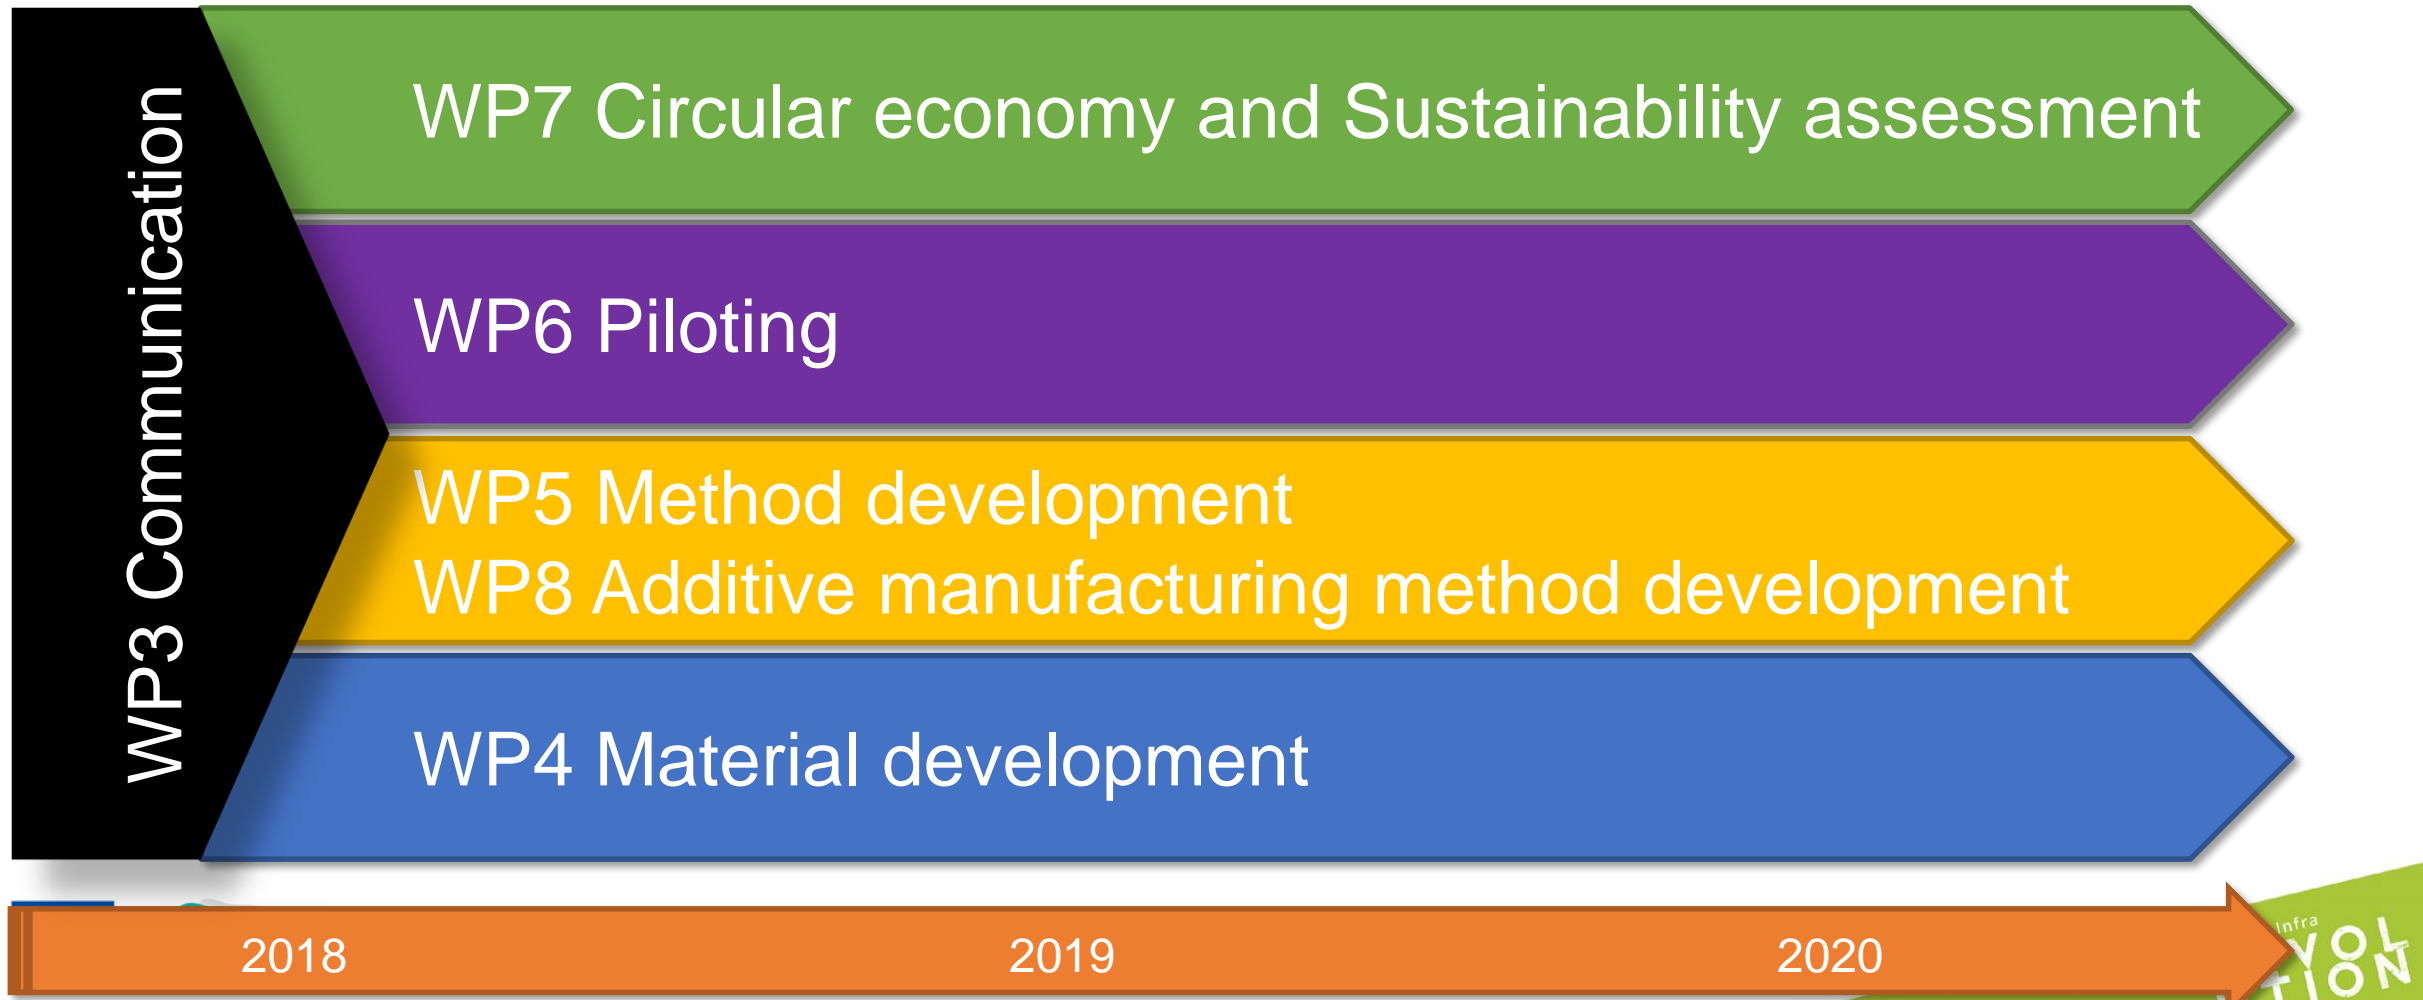 WP3 Communication
WP7 Circular economy and Sustainability assessment
WP6 Piloting
WP5 Method development
WP8 Additive manufacturing method development
WP4 Material development
2018
2019
2020
Infra